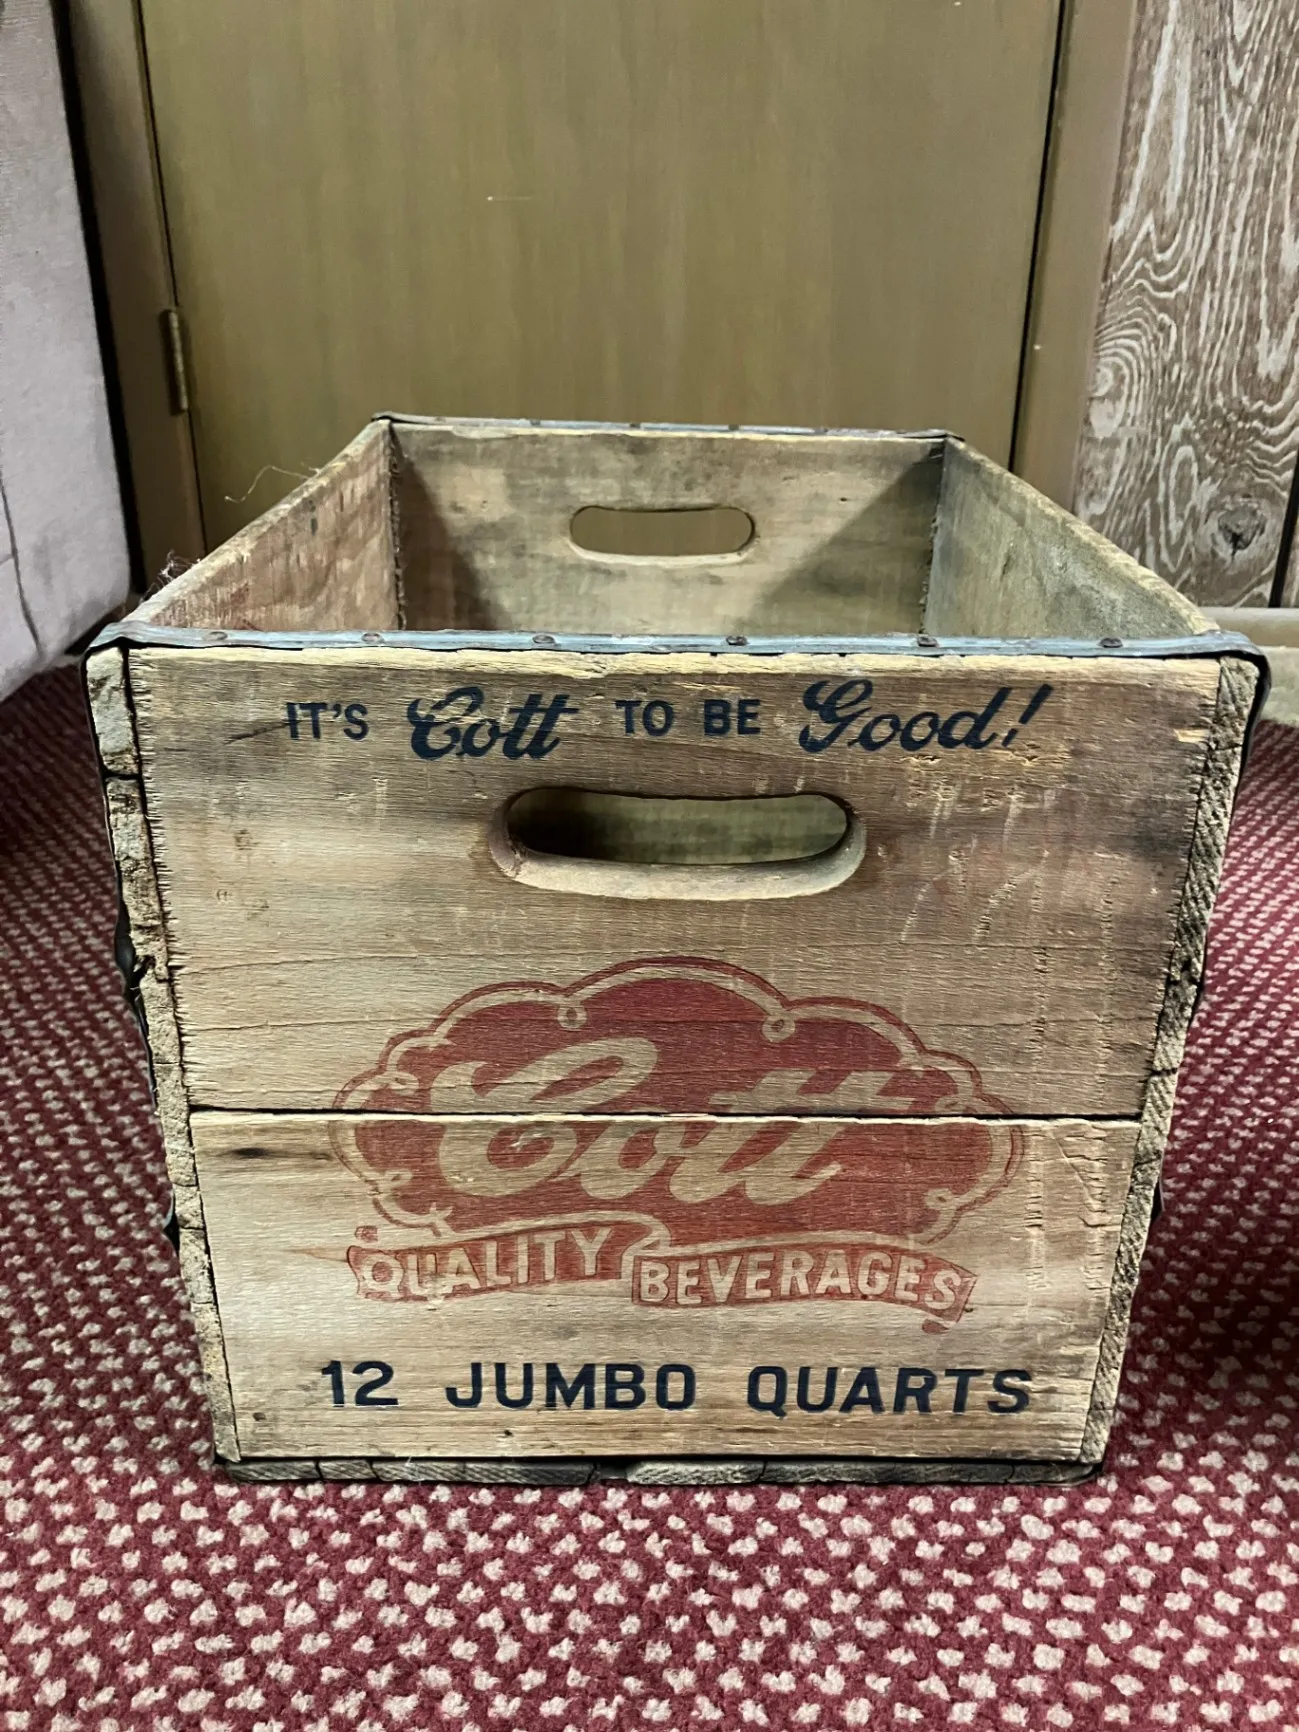 IT'S Cott TO BE Good!
Cott
QUALITY BEVERAGES
12 JUMBO QUARTS